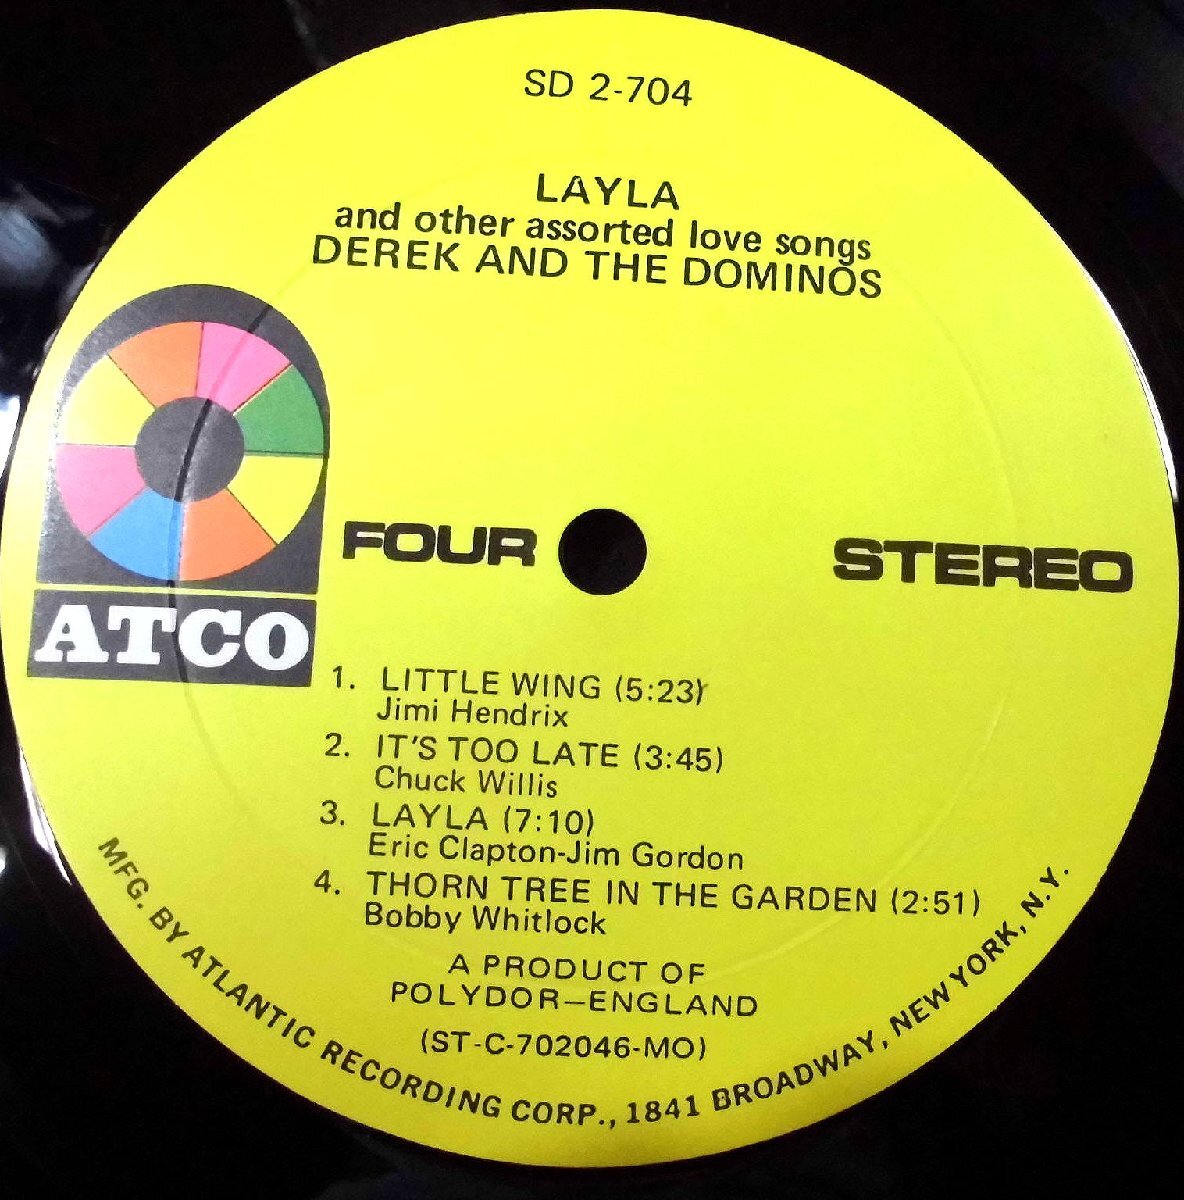 SD 2-704
LAYLA
and other assorted love songs
DEREK AND THE DOMINOS
FOUR
STEREO
ATCO
1. LITTLE WING (5:23)
Jimi Hendrix
2. IT'S TOO LATE (3:45)
Chuck Willis
3. LAYLA (7:10)
Eric Clapton-Jim Gordon
4. THORN TREE IN THE GARDEN (2:51)
Bobby Whitlock
A PRODUCT OF
POLYDOR—ENGLAND
(ST-C-702046-MO)
MFG. BY ATLANTIC RECORDING CORP., 1841 BROADWAY, NEW YORK, N.Y.